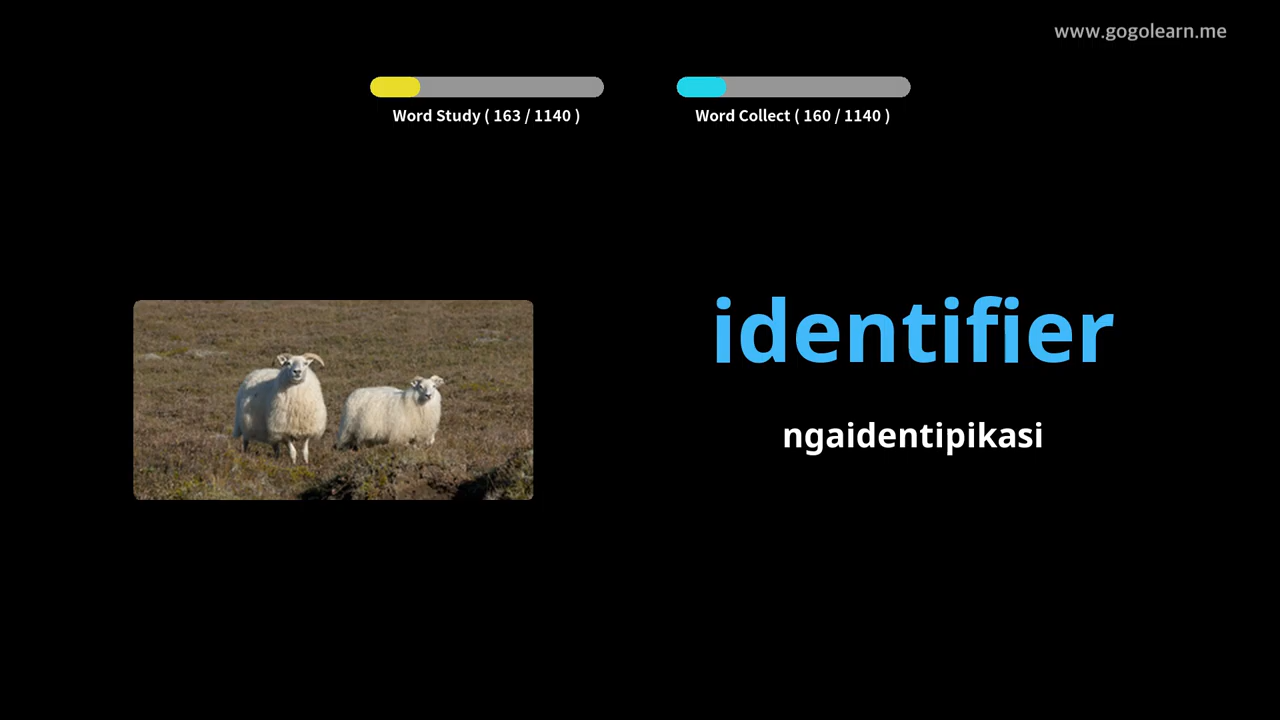 www.gogolearn.me
Word Study ( 163 / 1140 )
Word Collect ( 160 / 1140 )
identifier
ngaidentipikasi